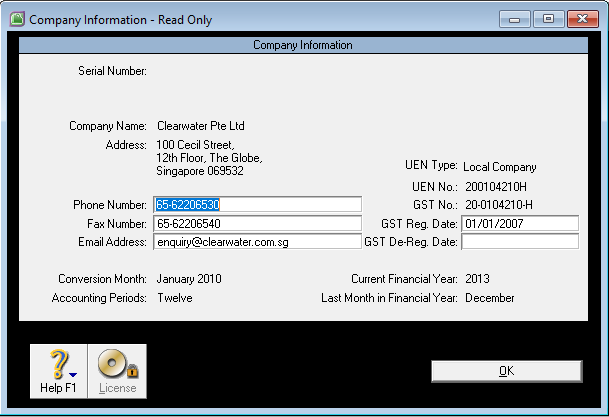 Company Information - Read Only
Company Information
Serial Number:
Company Name: Clearwater Pte Ltd
Address: 100 Cecil Street,
12th Floor, The Globe,
Singapore 069532
UEN Type: Local Company
UEN No.: 200104210H
Phone Number: 65-62206530
GST No.: 20-0104210-H
Fax Number: 65-62206540
GST Reg. Date: 01/01/2007
Email Address: enquiry@clearwater.com.sg
GST De-Reg. Date:
Conversion Month: January 2010
Current Financial Year: 2013
Accounting Periods: Twelve
Last Month in Financial Year: December
Help F1
License
OK